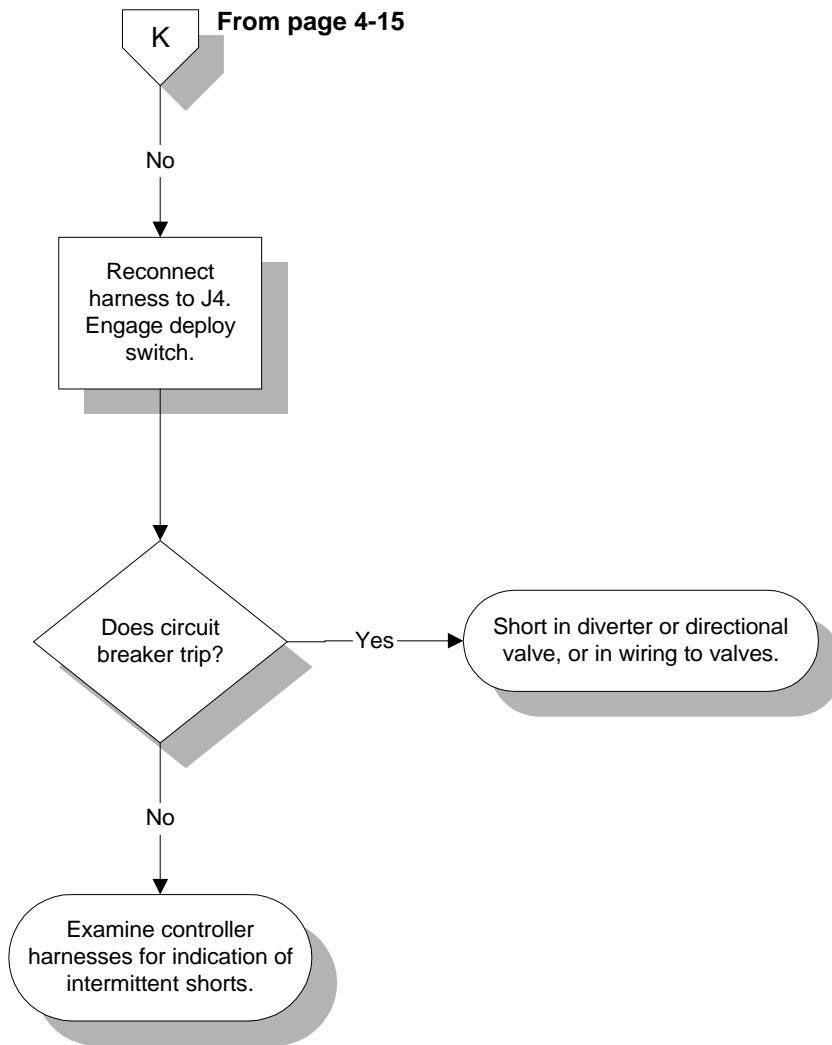 K
From page 4-15
No
Reconnect
harness to J4.
Engage deploy
switch.
Does circuit
breaker trip?
Yes
Short in diverter or directional
valve, or in wiring to valves.
No
Examine controller
harnesses for indication of
intermittent shorts.